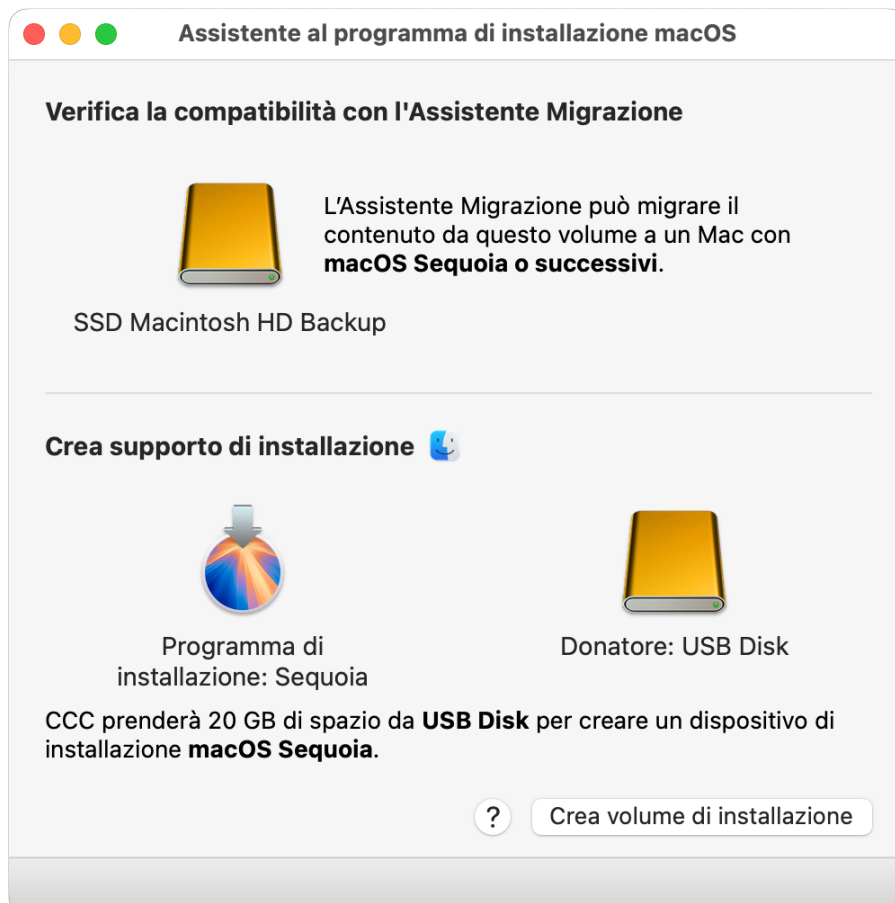 Assistente al programma di installazione macOS
Verifica la compatibilità con l'Assistente Migrazione
L’Assistente Migrazione può migrare il
contenuto da questo volume a un Mac con
macOS Sequoia o successivi.
SSD Macintosh HD Backup
Crea supporto di installazione
Programma di
installazione: Sequoia
Donatore: USB Disk
CCC prenderà 20 GB di spazio da USB Disk per creare un dispositivo di
installazione macOS Sequoia.
?
Crea volume di installazione